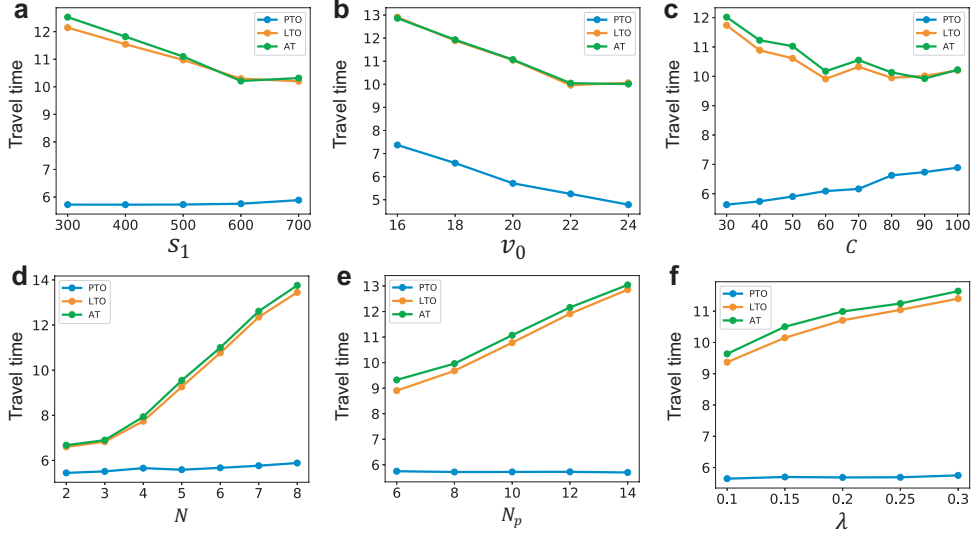 a
Travel time
12
11
10
9
8
7
6
PTO
LTO
AT
300 400 500 600 700
S₁
b
Travel time
13
12
11
10
9
8
7
6
5
PTO
LTO
AT
16 18 20 22 24
v₀
c
Travel time
12
11
10
9
8
7
6
PTO
LTO
AT
30 40 50 60 70 80 90 100
C
d
Travel time
14
12
10
8
6
PTO
LTO
AT
2 3 4 5 6 7 8
N
e
Travel time
13
12
11
10
9
8
7
6
PTO
LTO
AT
6 8 10 12 14
Nₚ
f
Travel time
11
10
9
8
7
6
PTO
LTO
AT
0.1 0.15 0.2 0.25 0.3
λ